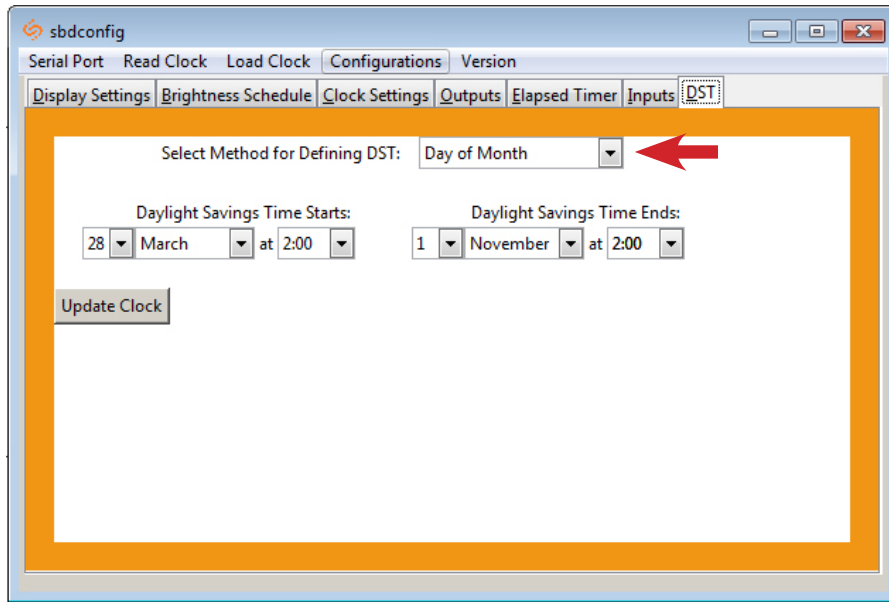 sbdconfig
Serial Port Read Clock Load Clock Configurations Version
Display Settings Brightness Schedule Clock Settings Outputs Elapsed Timer Inputs DST
Select Method for Defining DST: Day of Month
Daylight Savings Time Starts: Daylight Savings Time Ends:
28 March at 2:00 1 November at 2:00
Update Clock